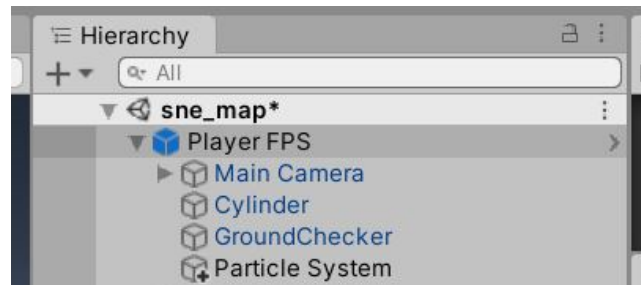 Hierarchy
All
sne_map*
Player FPS
Main Camera
Cylinder
GroundChecker
Particle System